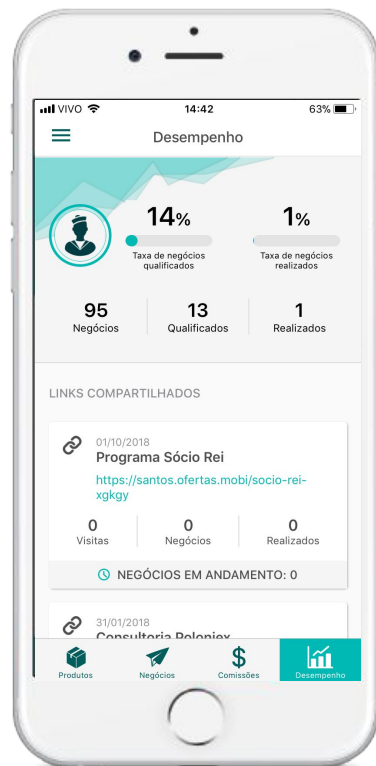 VIVO 14:42 63%
Desempenho
14% 1%
Taxa de negócios
qualificados
Taxa de negócios
realizados
95 13 1
Negócios Qualificados Realizados
LINKS COMPARTILHADOS
01/10/2018
Programa Sócio Rei
https://santos.ofertas.mobi/socio-rei-
xgkgy
0 0 0
Visitas Negócios Realizados
NEGÓCIOS EM ANDAMENTO: 0
31/01/2018
Consultoria Poloniex
Produtos Negócios Comissões Desempenho